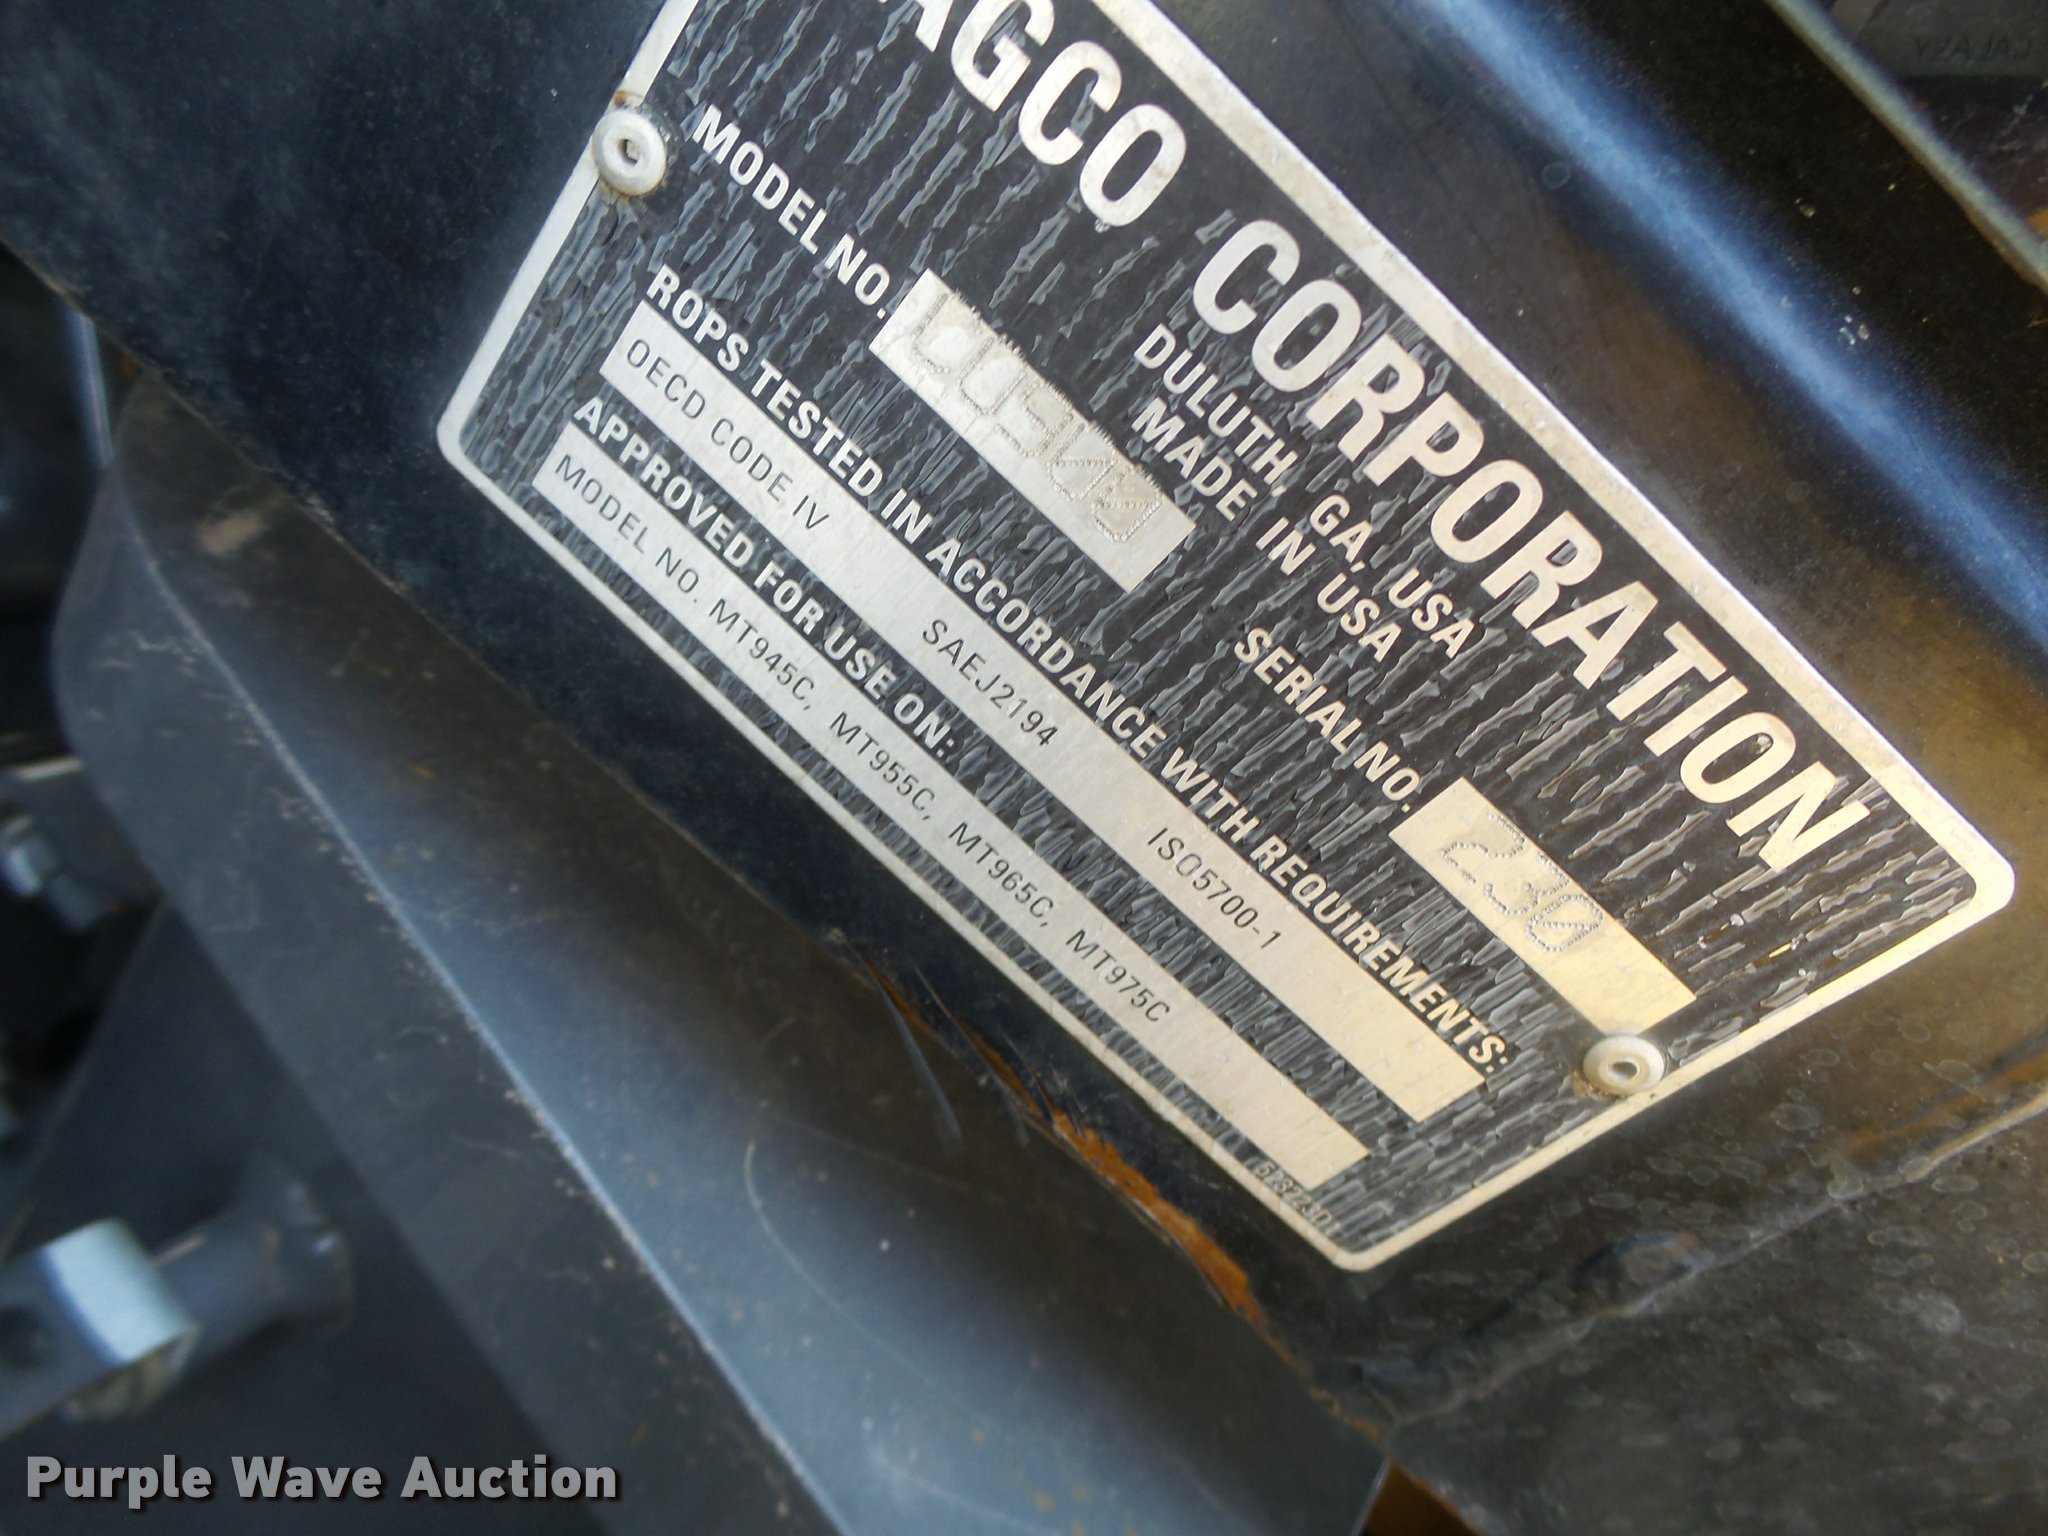 AGCO CORPORATION
DULUTH, GA, USA
MADE IN USA
MODEL NO.
SERIAL NO. 230
ROPS TESTED IN ACCORDANCE WITH REQUIREMENTS:
OECD CODE IV SAEJ2194 ISO5700-1
APPROVED FOR USE ON:
MODEL NO. MT945C, MT955C, MT965C, MT975C
Purple Wave Auction